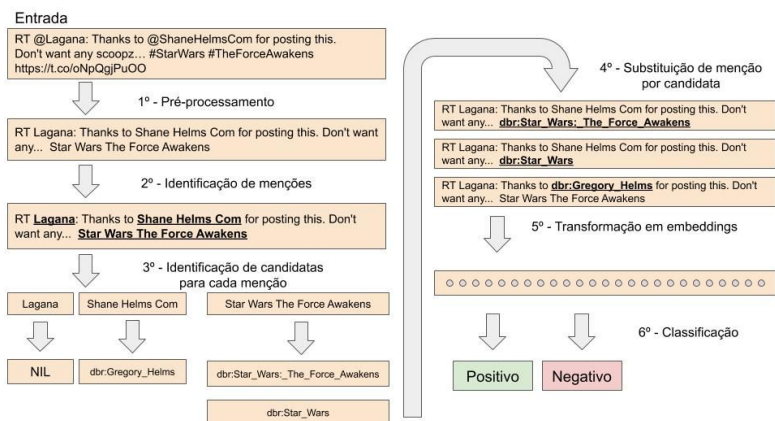 Entrada
RT @Lagana: Thanks to @ShaneHelmsCom for posting this.
Don't want any scoopz… #StarWars #TheForceAwakens
https://t.co/oNpQgjPuOO
1º - Pré-processamento
RT Lagana: Thanks to Shane Helms Com for posting this. Don't want
any... Star Wars The Force Awakens
2º - Identificação de menções
RT Lagana: Thanks to Shane Helms Com for posting this. Don't
want any... Star Wars The Force Awakens
3º - Identificação de candidatas
para cada menção
Lagana
Shane Helms Com
Star Wars The Force Awakens
NIL
dbr:Gregory_Helms
dbr:Star_Wars:_The_Force_Awakens
dbr:Star_Wars
4º - Substituição de menção
por candidata
RT Lagana: Thanks to Shane Helms Com for posting this. Don't
want any... dbr:Star_Wars:_The_Force_Awakens
RT Lagana: Thanks to Shane Helms Com for posting this. Don't
want any... dbr:Star_Wars
RT Lagana: Thanks to dbr:Gregory_Helms for posting this. Don't
want any... Star Wars The Force Awakens
5º - Transformação em embeddings
6º - Classificação
Positivo
Negativo